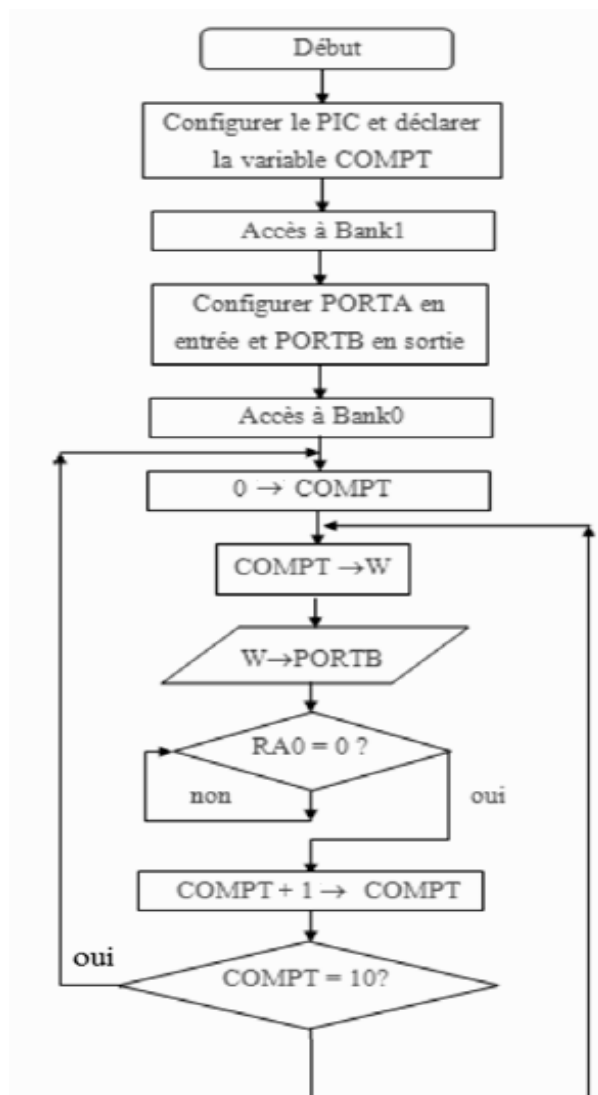 Début
Configurer le PIC et déclarer
la variable COMPT
Accès à Bank1
Configurer PORTA en
entrée et PORTB en sortie
Accès à Bank0
0 → COMPT
COMPT →W
W→PORTB
RA0 = 0 ?
non
oui
COMPT + 1 → COMPT
oui
COMPT = 10?